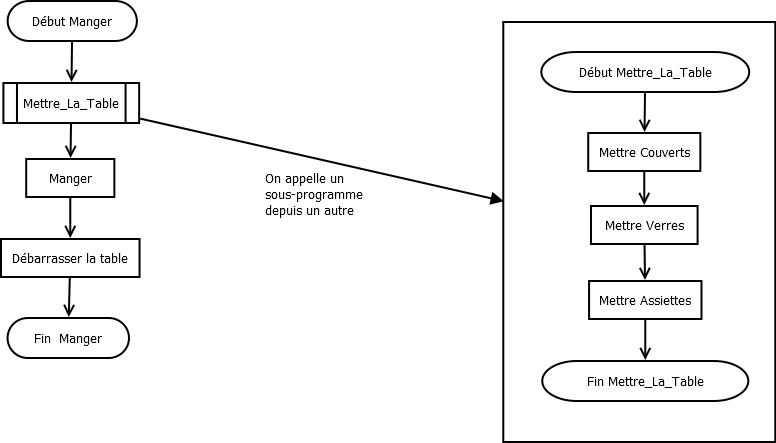 Début Manger
Mettre_La_Table
Manger
Débarrasser la table
Fin Manger
On appelle un
sous-programme
depuis un autre
Début Mettre_La_Table
Mettre Couverts
Mettre Verres
Mettre Assiettes
Fin Mettre_La_Table